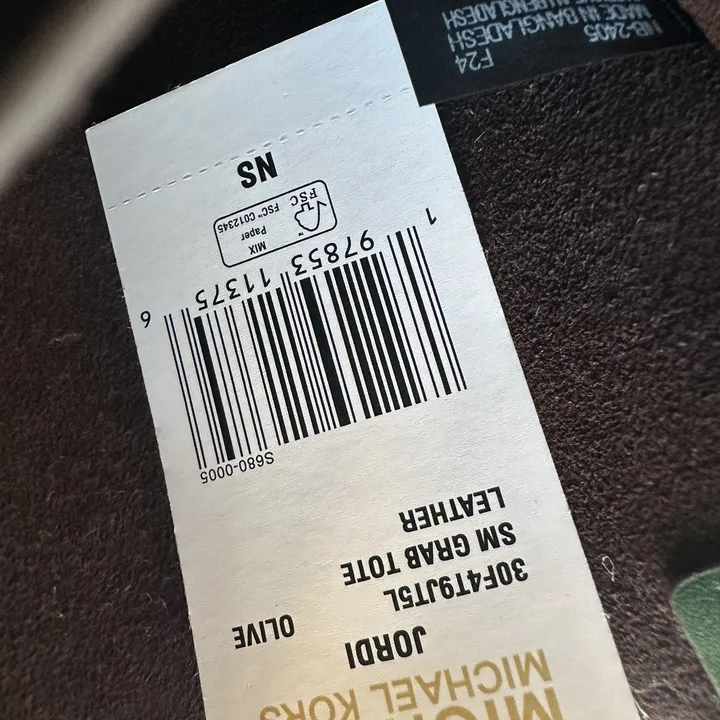 MICHAEL KORS
JORDI
30F4T9JT5L OLIVE
SM GRAB TOTE
LEATHER
S680-0005
1 97853 11375 6
FSC
MIX
Paper
FSC™ C012345
NS
F24
HB-2405
MADE IN BANGLADESH